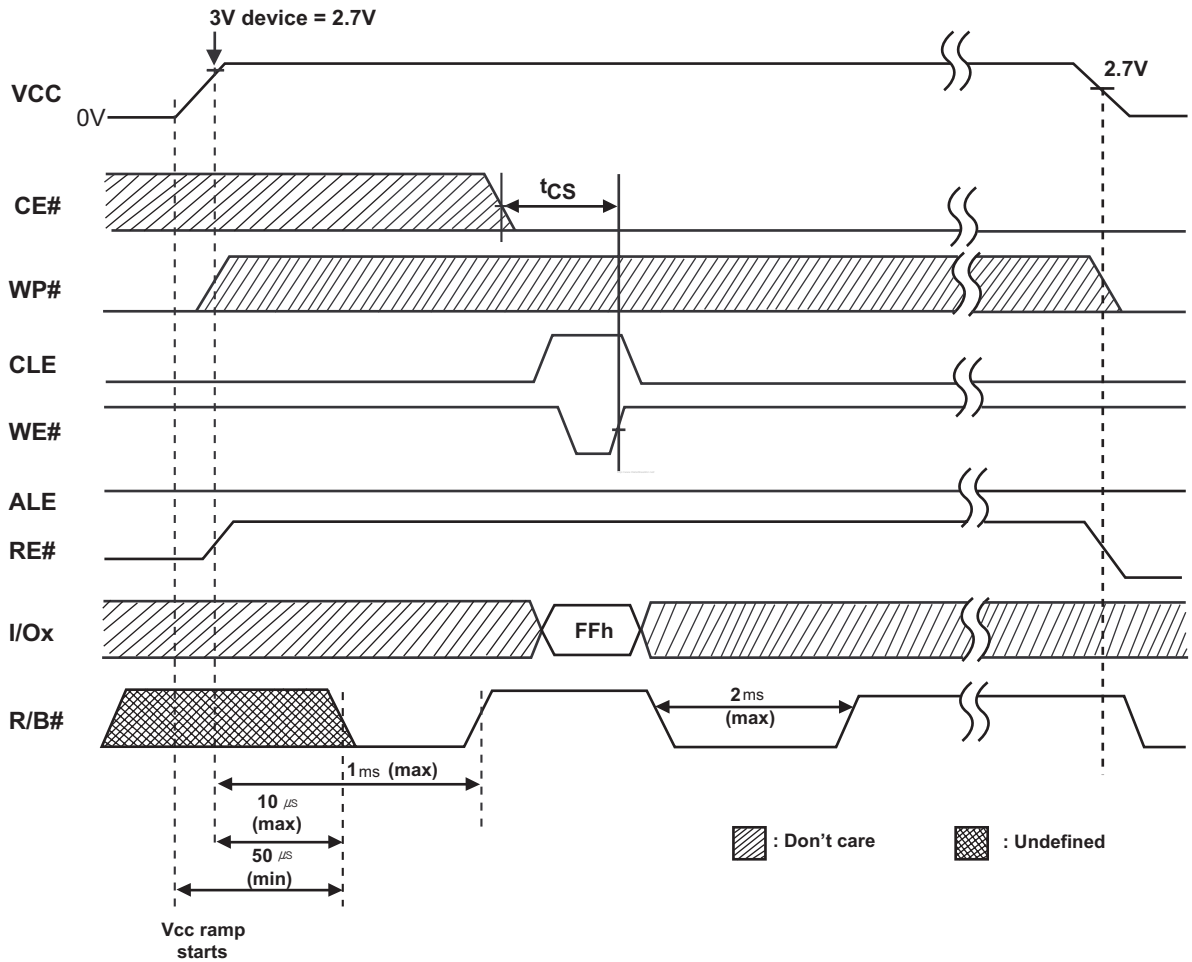 3V device = 2.7V
VCC
0V
2.7V
CE#
tCS
WP#
CLE
WE#
ALE
RE#
I/Ox
FFh
R/B#
2ms
(max)
1ms (max)
10 µs
(max)
50 µs
(min)
: Don't care
: Undefined
Vcc ramp
starts